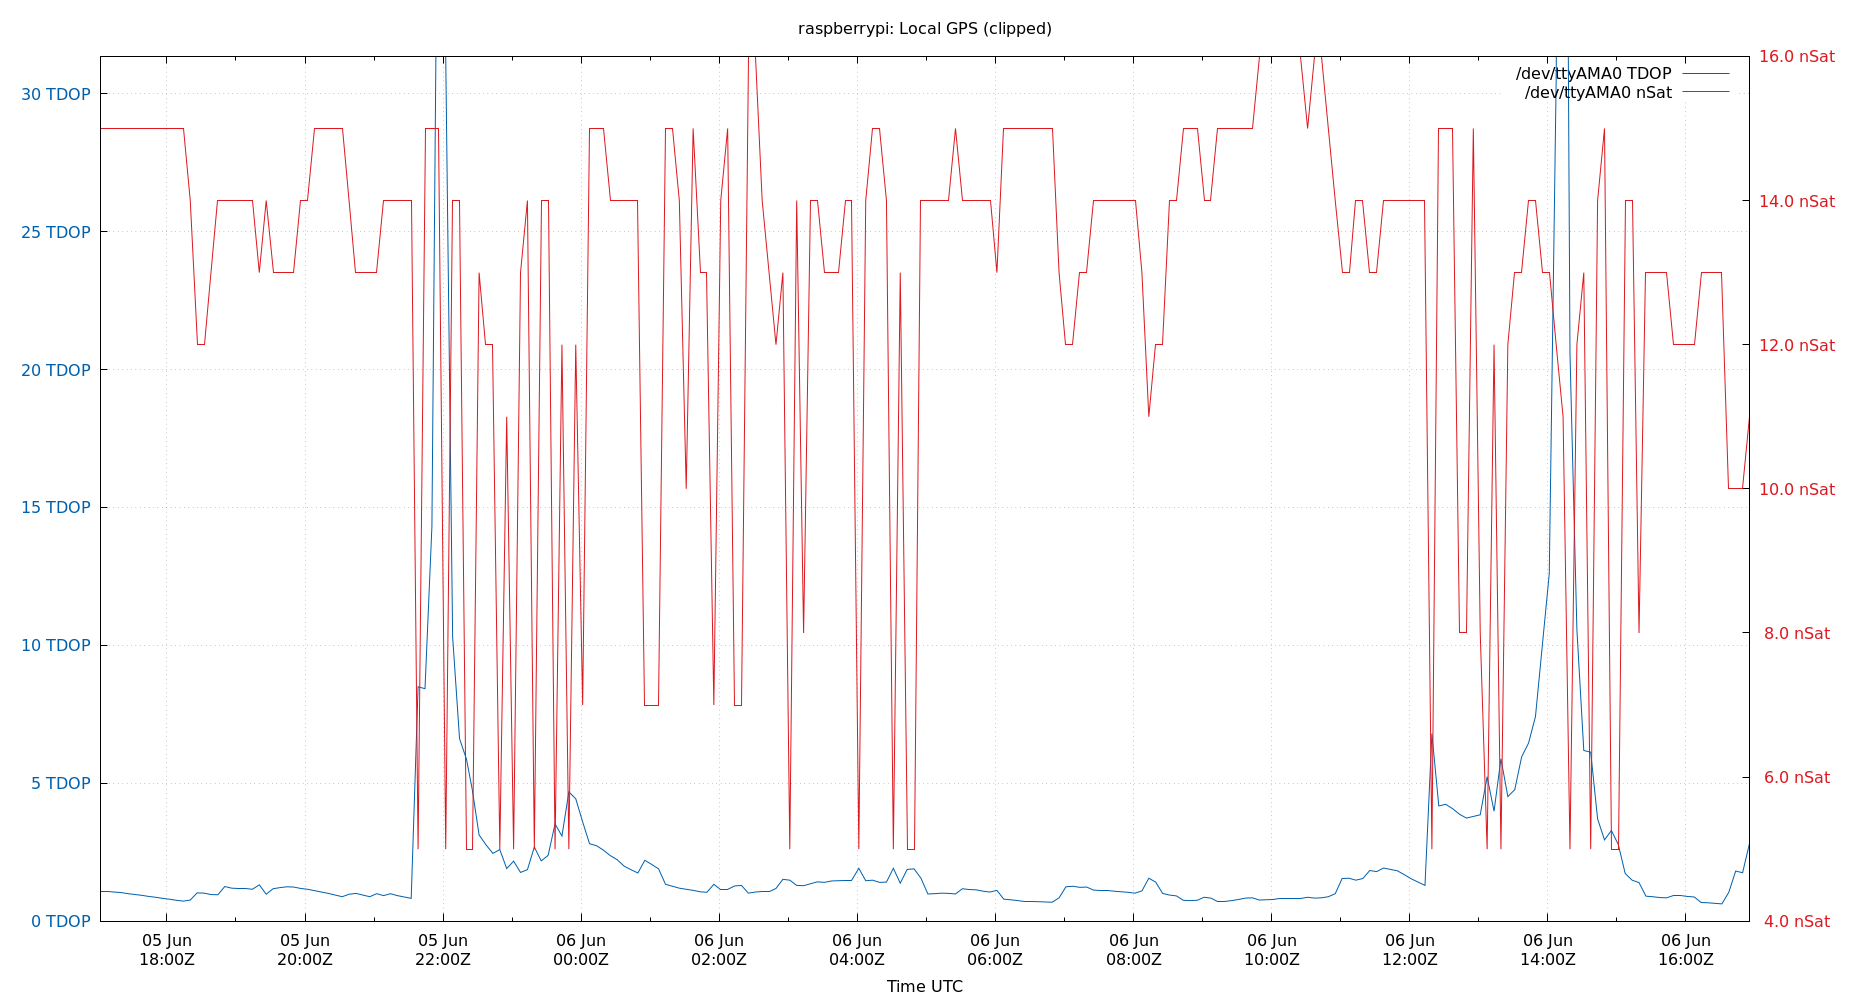 raspberrypi: Local GPS (clipped)
/dev/ttyAMA0 TDOP
/dev/ttyAMA0 nSat
30 TDOP
25 TDOP
20 TDOP
15 TDOP
10 TDOP
5 TDOP
0 TDOP
16.0 nSat
14.0 nSat
12.0 nSat
10.0 nSat
8.0 nSat
6.0 nSat
4.0 nSat
05 Jun
18:00Z
05 Jun
20:00Z
05 Jun
22:00Z
06 Jun
00:00Z
06 Jun
02:00Z
06 Jun
04:00Z
06 Jun
06:00Z
06 Jun
08:00Z
06 Jun
10:00Z
06 Jun
12:00Z
06 Jun
14:00Z
06 Jun
16:00Z
Time UTC